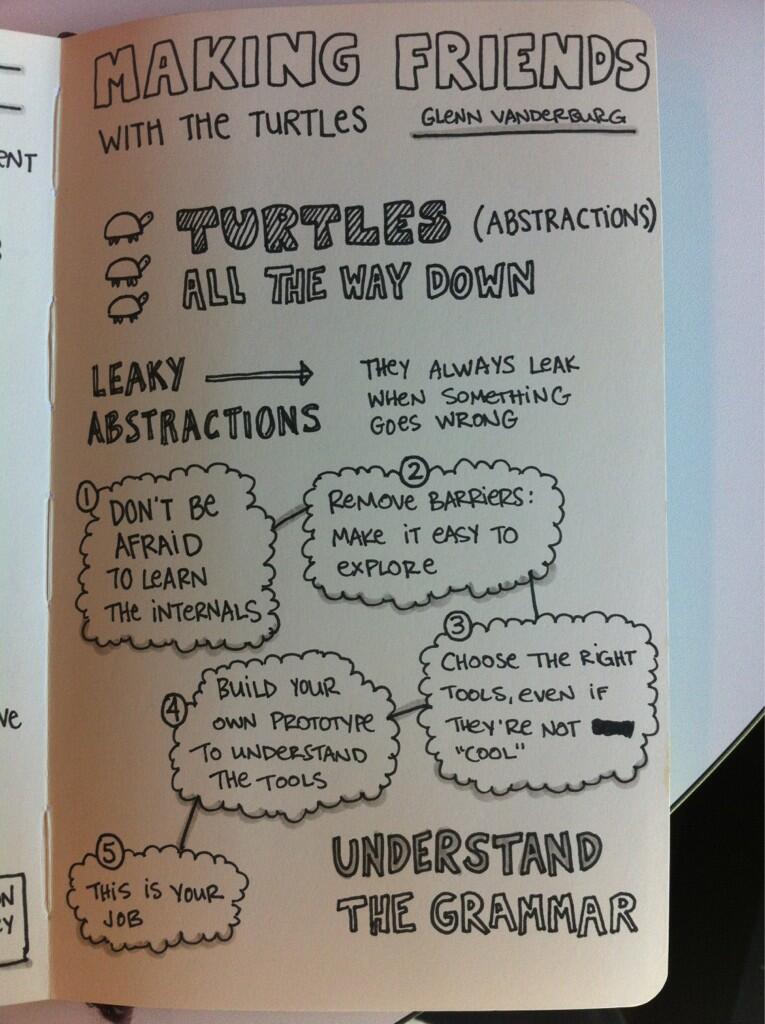 MAKING FRIENDS
WITH THE TURTLES
GLENN VANDERBURG
TURTLES (ABSTRACTIONS)
ALL THE WAY DOWN
LEAKY
ABSTRACTIONS
THEY ALWAYS LEAK
WHEN SOMETHING
GOES WRONG
1
DON'T BE
AFRAID
TO LEARN
THE INTERNALS
2
REMOVE BARRIERS:
MAKE IT EASY TO
EXPLORE
3
CHOOSE THE RIGHT
TOOLS, EVEN IF
THEY'RE NOT
"COOL"
4
BUILD YOUR
OWN PROTOTYPE
TO UNDERSTAND
THE TOOLS
5
THIS IS YOUR
JOB
UNDERSTAND
THE GRAMMAR